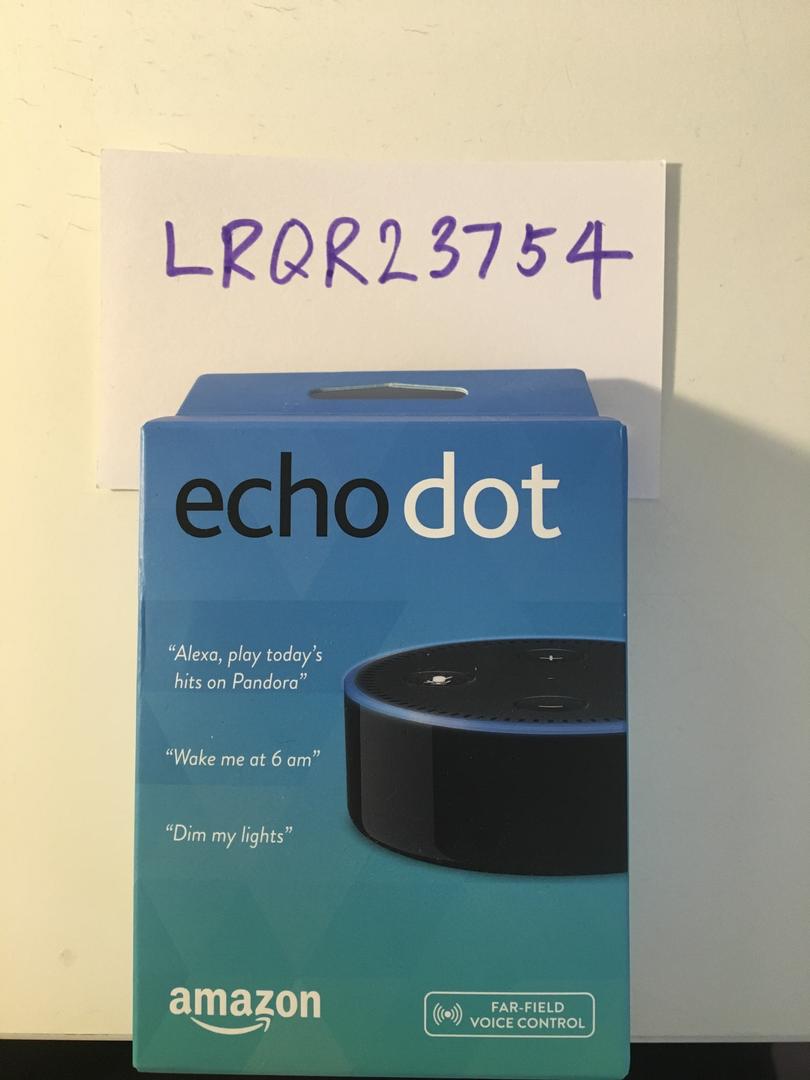 LRQR23754
echo dot
“Alexa, play today’s
hits on Pandora”
“Wake me at 6 am”
“Dim my lights”
amazon
FAR-FIELD
VOICE CONTROL